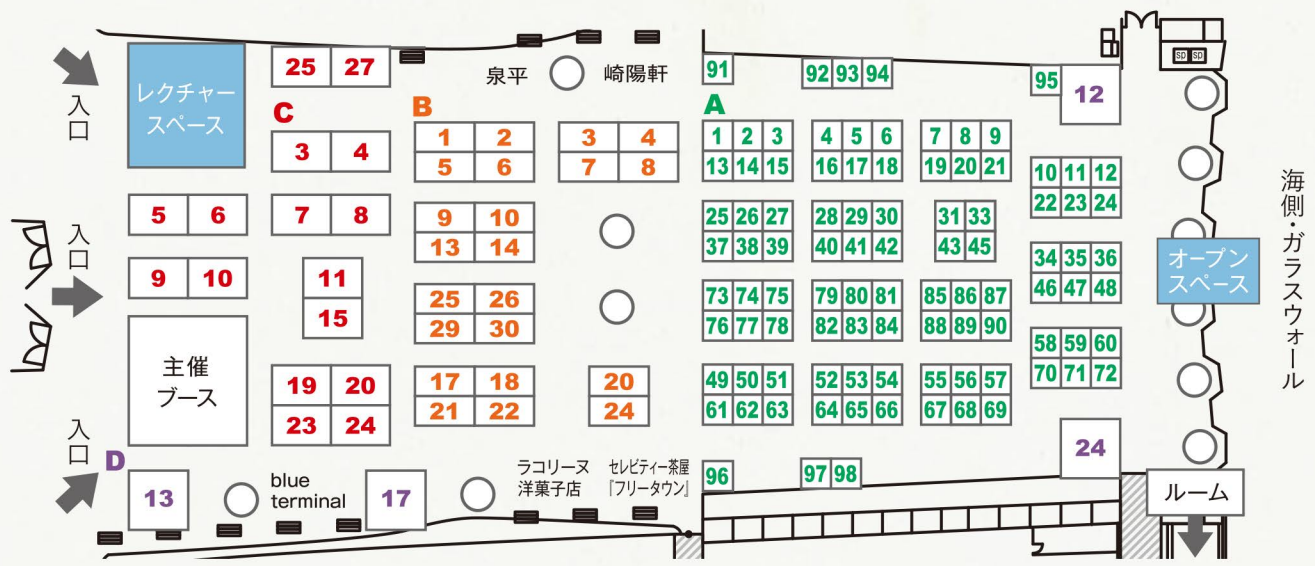 入口
レクチャー
スペース
25 27
C
3 4
5 6
7 8
入口
9 10
11
15
主催
ブース
19 20
23 24
入口
D
13
blue
terminal
17
泉平
崎陽軒
B
1 2
5 6
3 4
7 8
9 10
13 14
25 26
29 30
17 18
21 22
20
24
ラコリーヌ
洋菓子店
セレビティー茶屋
『フリータウン』
91
92 93 94
95
12
SP SP
A
1 2 3
13 14 15
4 5 6
16 17 18
7 8 9
19 20 21
10 11 12
22 23 24
25 26 27
37 38 39
28 29 30
40 41 42
31 33
43 45
34 35 36
46 47 48
73 74 75
76 77 78
79 80 81
82 83 84
85 86 87
88 89 90
58 59 60
70 71 72
49 50 51
61 62 63
52 53 54
64 65 66
55 56 57
67 68 69
96
97 98
24
オープン
スペース
海側・ガラスウォール
ルーム